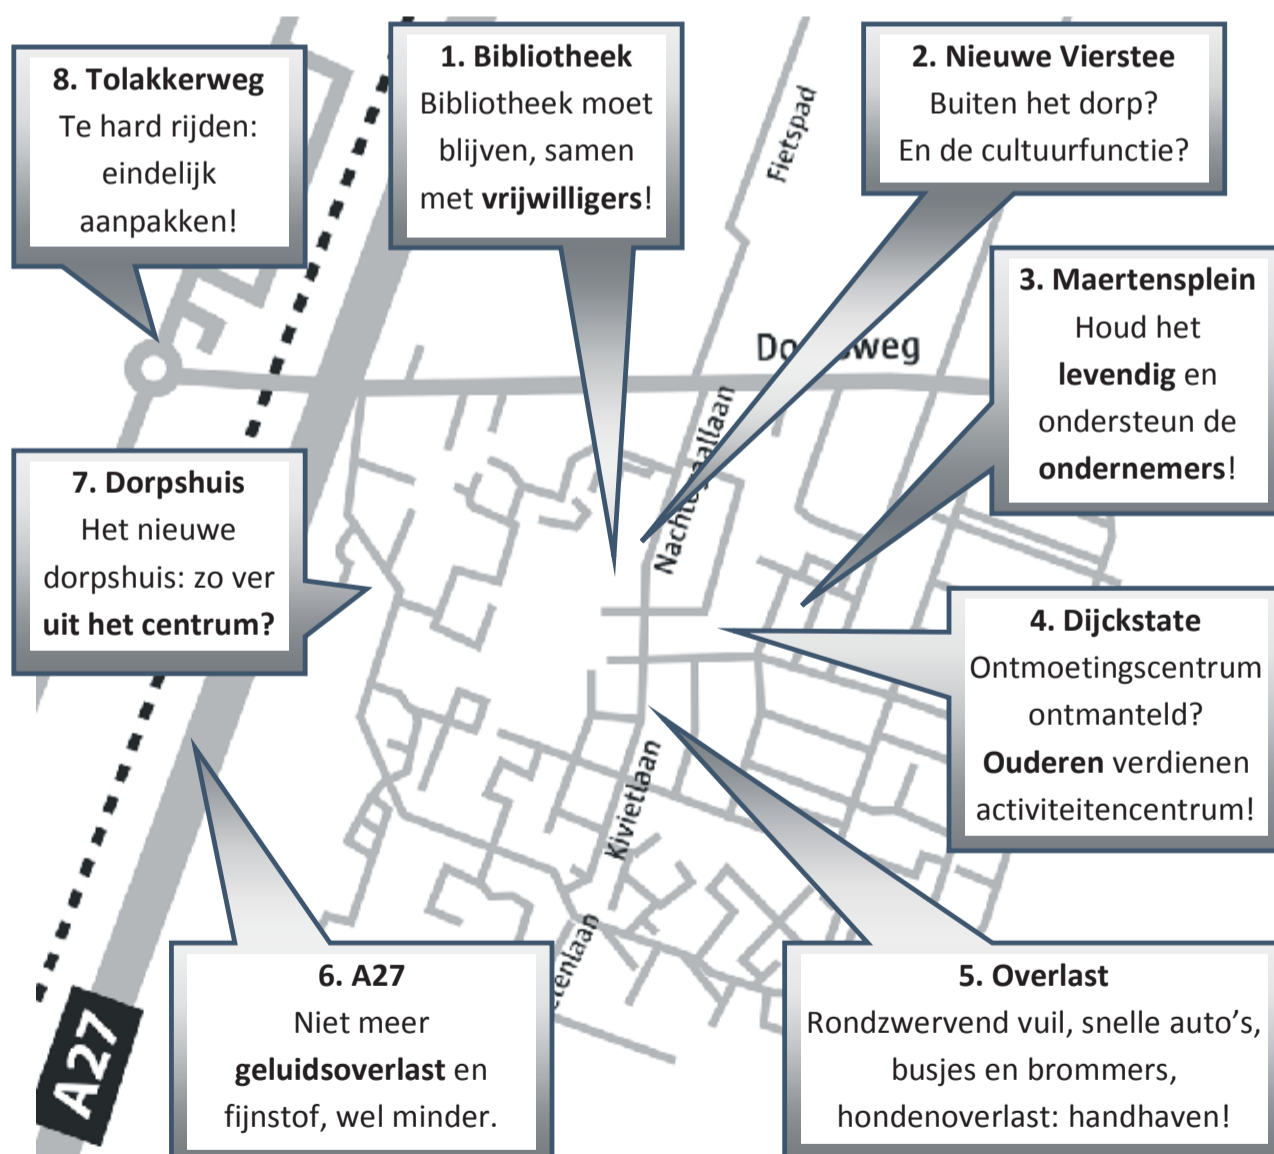 8. Tolakkerweg
Te hard rijden:
eindelijk
aanpakken!
1. Bibliotheek
Bibliotheek moet
blijven, samen
met vrijwilligers!
2. Nieuwe Vierstee
Buiten het dorp?
En de cultuurfunctie?
Fietspad
3. Maertensplein
Houd het
levendig en
ondersteun de
ondernemers!
7. Dorpshuis
Het nieuwe
dorpshuis: zo ver
uit het centrum?
4. Dijckstate
Ontmoetingscentrum
ontmanteld?
Ouderen verdienen
activiteitencentrum!
Kivietlaan
6. A27
Niet meer
geluidsoverlast en
fijnstof, wel minder.
5. Overlast
Rondzwervend vuil, snelle auto's,
busjes en brommers,
hondenoverlast: handhaven!
A27